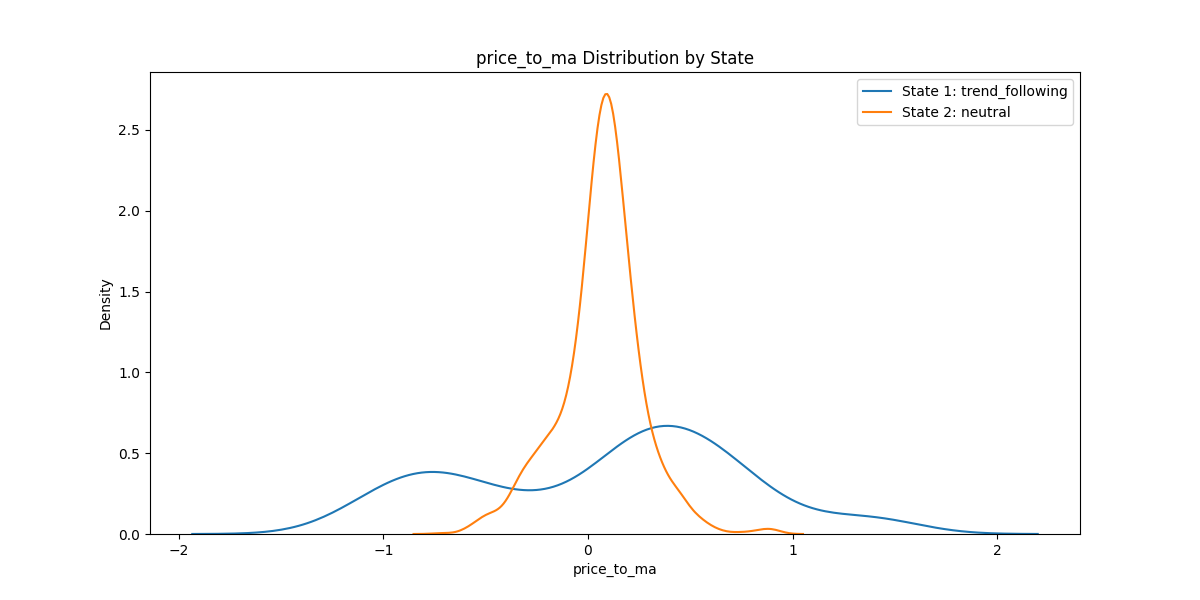 price_to_ma Distribution by State
State 1: trend_following
State 2: neutral
Density
2.5
2.0
1.5
1.0
0.5
0.0
−2
−1
0
1
2
price_to_ma